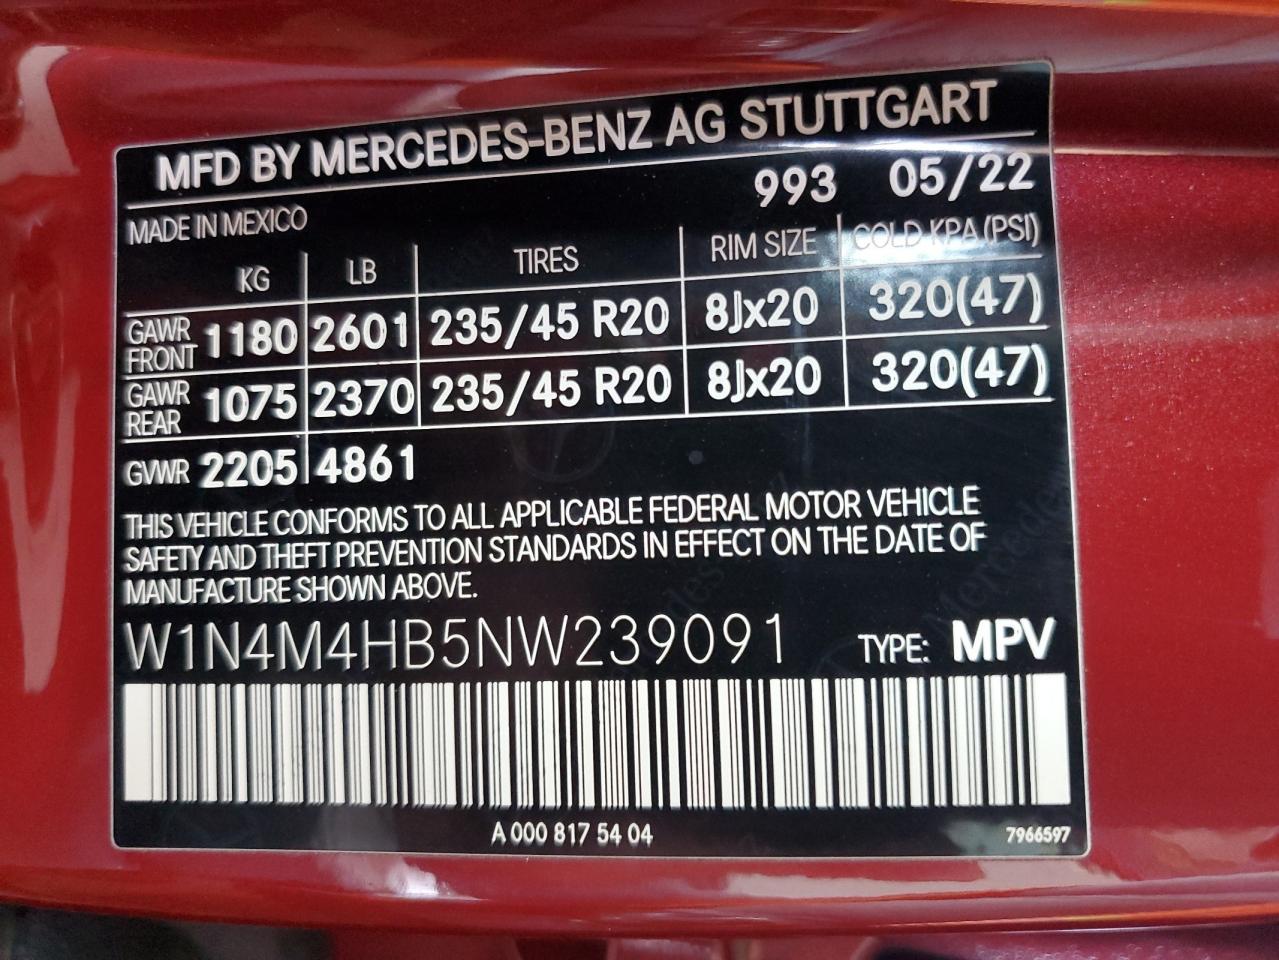 MFD BY MERCEDES-BENZ AG STUTTGART
993 05/22
MADE IN MEXICO
KG LB TIRES RIM SIZE COLD KPA (PSI)
GAWR FRONT 1180 2601 235/45 R20 8Jx20 320(47)
GAWR REAR 1075 2370 235/45 R20 8Jx20 320(47)
GVWR 2205 4861
THIS VEHICLE CONFORMS TO ALL APPLICABLE FEDERAL MOTOR VEHICLE
SAFETY AND THEFT PREVENTION STANDARDS IN EFFECT ON THE DATE OF
MANUFACTURE SHOWN ABOVE.
W1N4M4HB5NW239091 TYPE: MPV
A 000 817 54 04 7966597